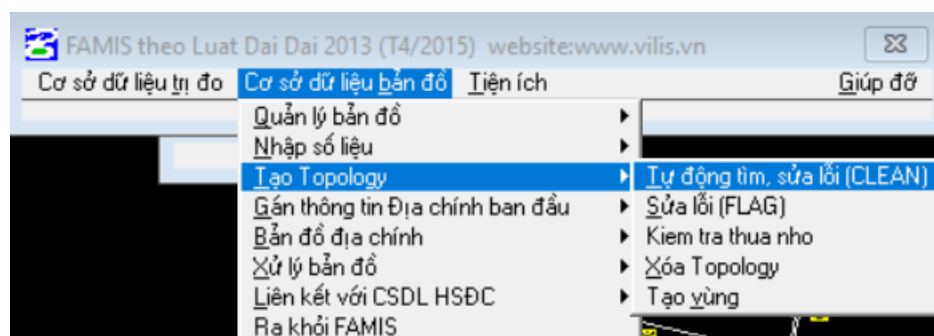 FAMIS theo Luat Dai Dai 2013 (T4/2015) website:www.vilis.vn
Cơ sở dữ liệu trị đo Cơ sở dữ liệu bản đồ Tiện ích Giúp đỡ
Quản lý bản đồ
Nhập số liệu
Tạo Topology Tự động tìm, sửa lỗi (CLEAN)
Gán thông tin Địa chính ban đầu Sửa lỗi (FLAG)
Bản đồ địa chính Kiem tra thua nho
Xử lý bản đồ Xóa Topology
Liên kết với CSDL HSĐC Tạo vùng
Ra khỏi FAMIS